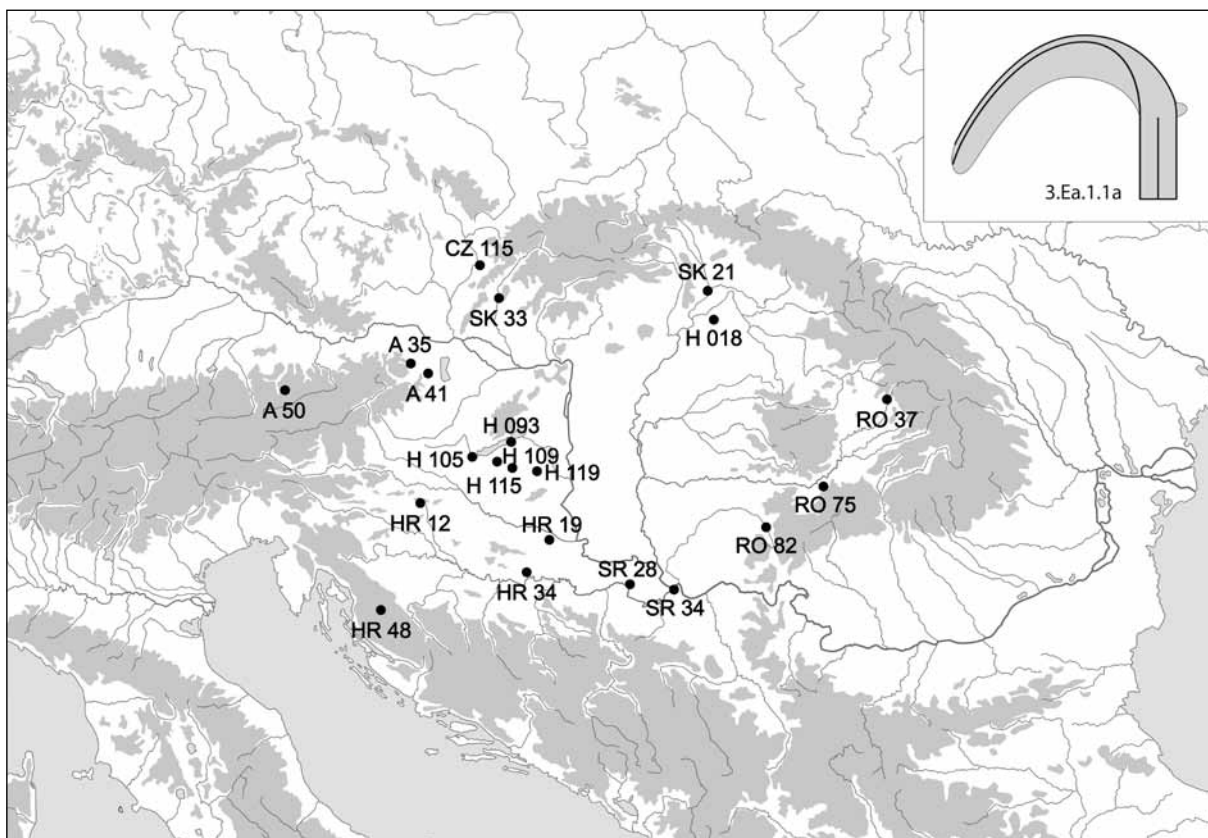 3.Ea.1.1a
CZ 115
SK 21
SK 33
H 018
A 35
A 41
A 50
RO 37
H 093
H 105
H 109
H 119
H 115
RO 75
HR 12
HR 19
RO 82
SR 28
HR 34
SR 34
HR 48